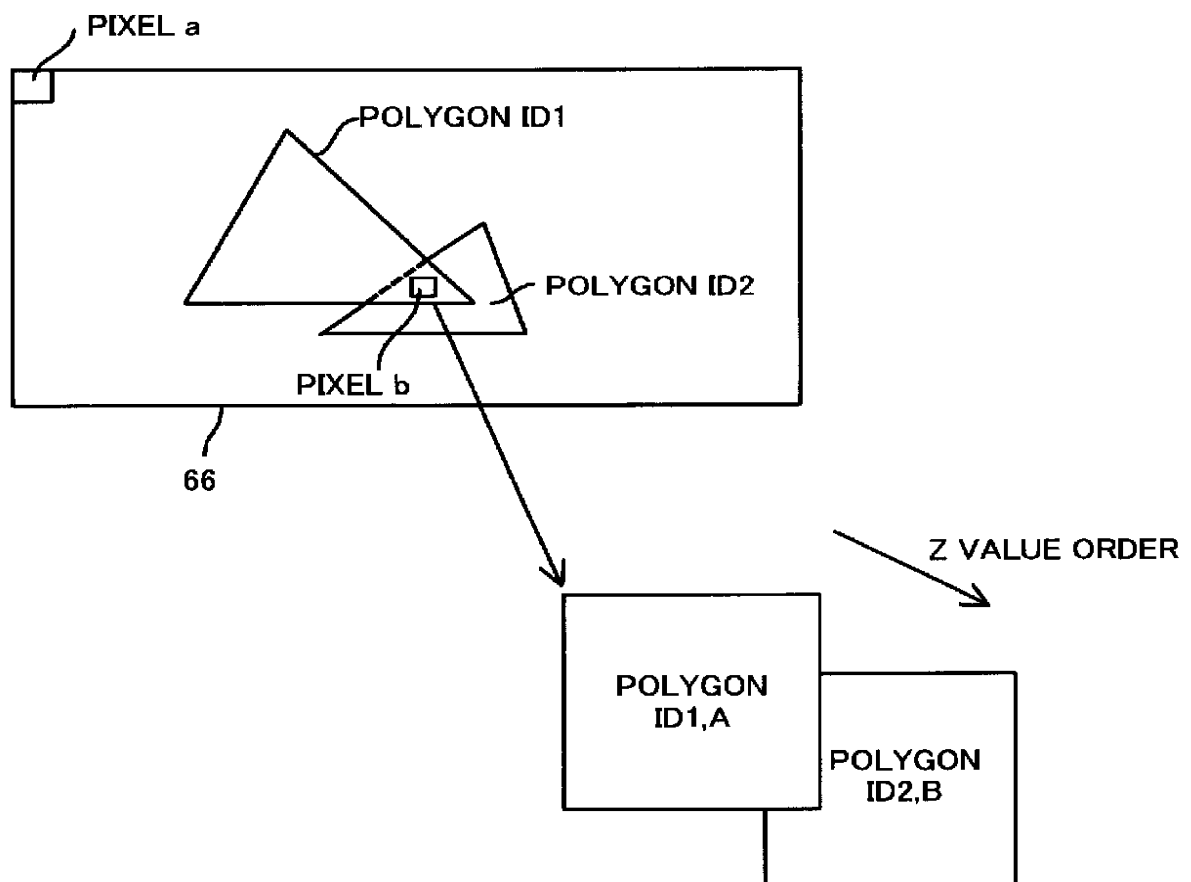 PIXEL a
POLYGON ID1
POLYGON ID2
PIXEL b
66
Z VALUE ORDER
POLYGON
ID1,A
POLYGON
ID2,B